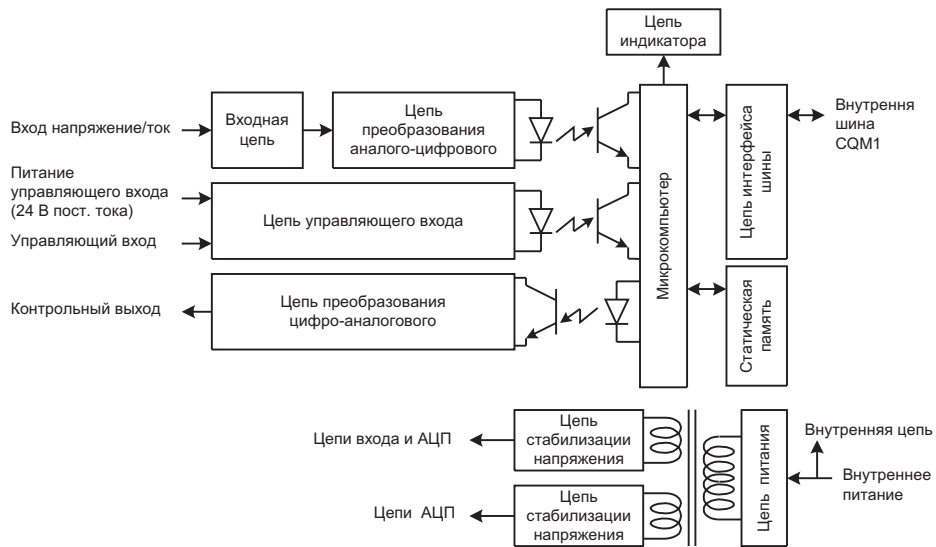 Цепь
индикатора
Вход напряжение/ток
Входная
цепь
Цепь
преобразования
аналого-цифрового
Микрокомпьютер
Цепь интерфейса
шины
Внутрення
шина
CQM1
Питание
управляющего входа
(24 В пост. тока)
Управляющий вход
Цепь управляющего входа
Контрольный выход
Цепь преобразования
цифро-аналогового
Статическая
память
Цепи входа и АЦП
Цепь
стабилизации
напряжения
Цепь питания
Внутренняя цепь
Внутреннее
питание
Цепи АЦП
Цепь
стабилизации
напряжения